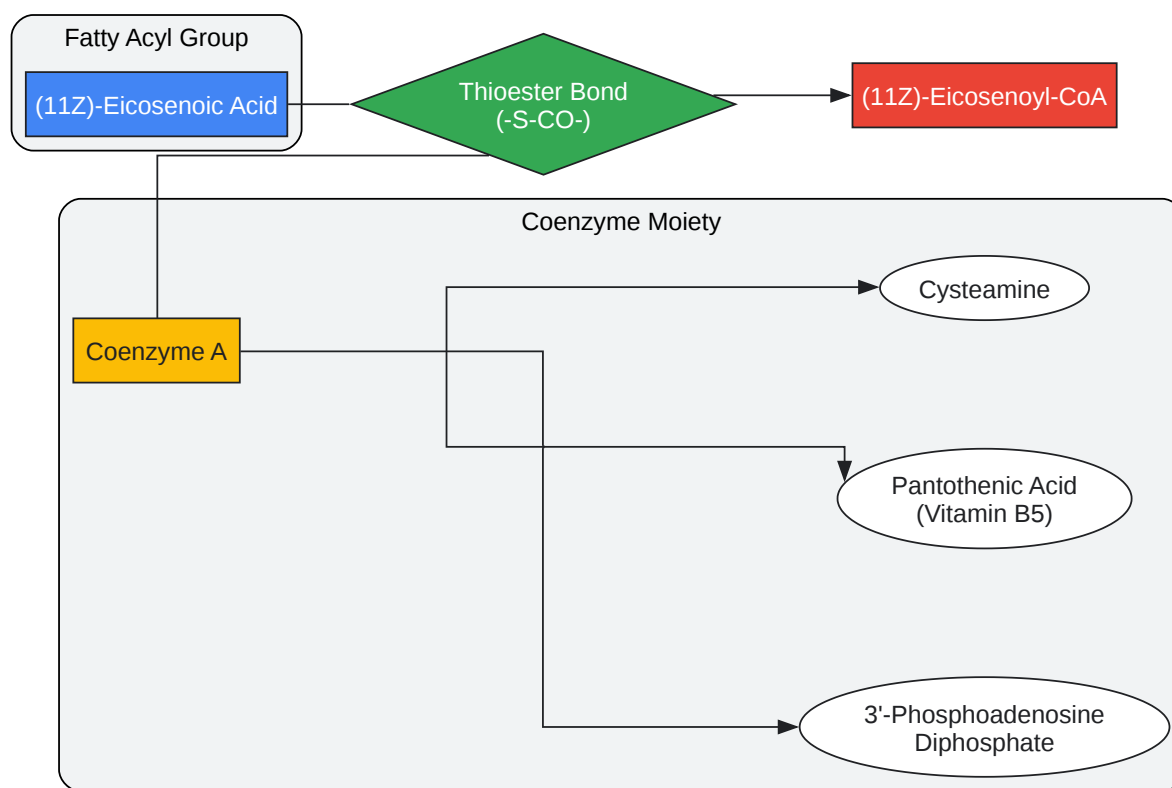 Fatty Acyl Group
(11Z)-Eicosenoic Acid
Thioester Bond
(-S-CO-)
(11Z)-Eicosenoyl-CoA
Coenzyme Moiety
Cysteamine
Coenzyme A
Pantothenic Acid
(Vitamin B5)
3'-Phosphoadenosine
Diphosphate